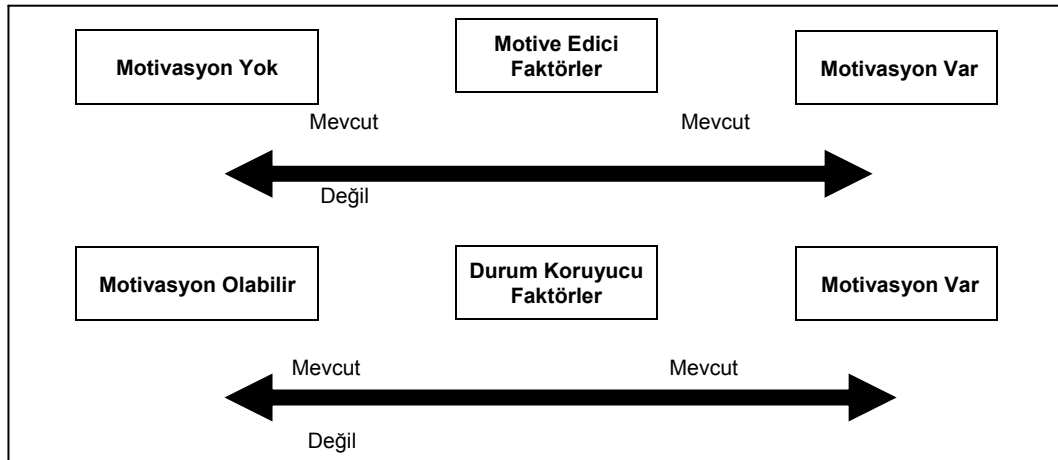 Motivasyon Yok
Motive Edici
Faktörler
Motivasyon Var
Mevcut
Mevcut
Değil
Motivasyon Olabilir
Durum Koruyucu
Faktörler
Motivasyon Var
Mevcut
Mevcut
Değil